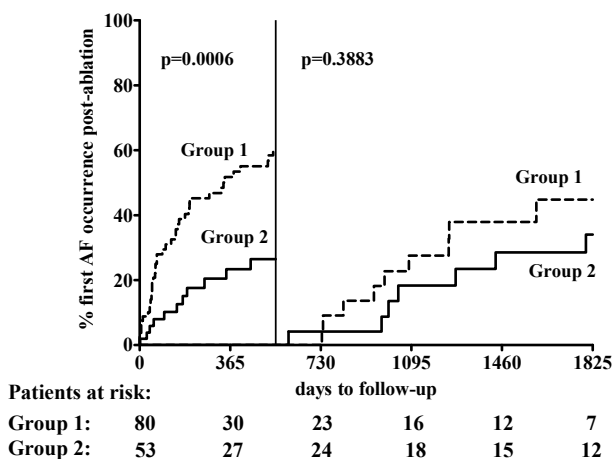 % first AF occurrence post-ablation
100
80
60
40
20
0
p=0.0006
p=0.3883
Group 1
Group 2
Group 1
Group 2
0 365 730 1095 1460 1825
days to follow-up
Patients at risk:
Group 1: 80 30 23 16 12 7
Group 2: 53 27 24 18 15 12